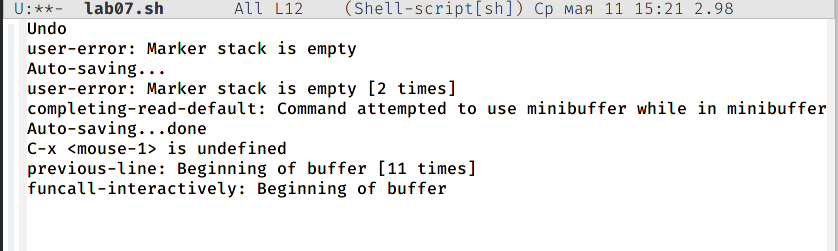 U:**-  lab07.sh       All L12    (Shell-script[sh]) Ср мая 11 15:21 2.98
Undo
user-error: Marker stack is empty
Auto-saving...
user-error: Marker stack is empty [2 times]
completing-read-default: Command attempted to use minibuffer while in minibuffer
Auto-saving...done
C-x <mouse-1> is undefined
previous-line: Beginning of buffer [11 times]
funcall-interactively: Beginning of buffer